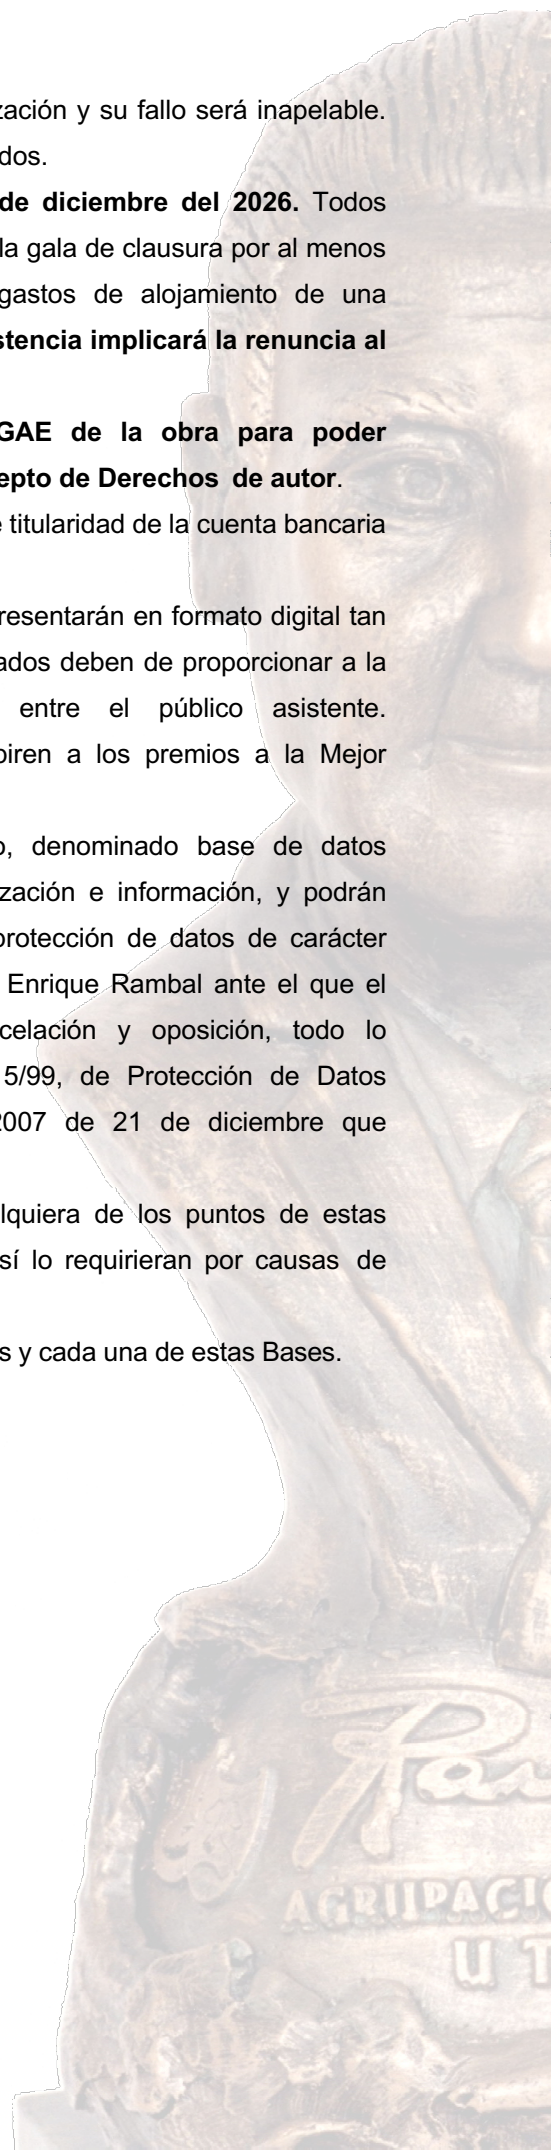 zación y su fallo será inapelable.
dos.
de diciembre del 2026. Todos
la gala de clausura por al menos
gastos de alojamiento de una
stencia implicará la renuncia al
GAE de la obra para poder
epto de Derechos de autor.
e titularidad de la cuenta bancaria
resentarán en formato digital tan
ados deben de proporcionar a la
entre el público asistente.
piren a los premios a la Mejor
o, denominado base de datos
ización e información, y podrán
protección de datos de carácter
Enrique Rambal ante el que el
celación y oposición, todo lo
5/99, de Protección de Datos
2007 de 21 de diciembre que
lquiera de los puntos de estas
sí lo requirieran por causas de
s y cada una de estas Bases.
AGRUPACIÓ
U T